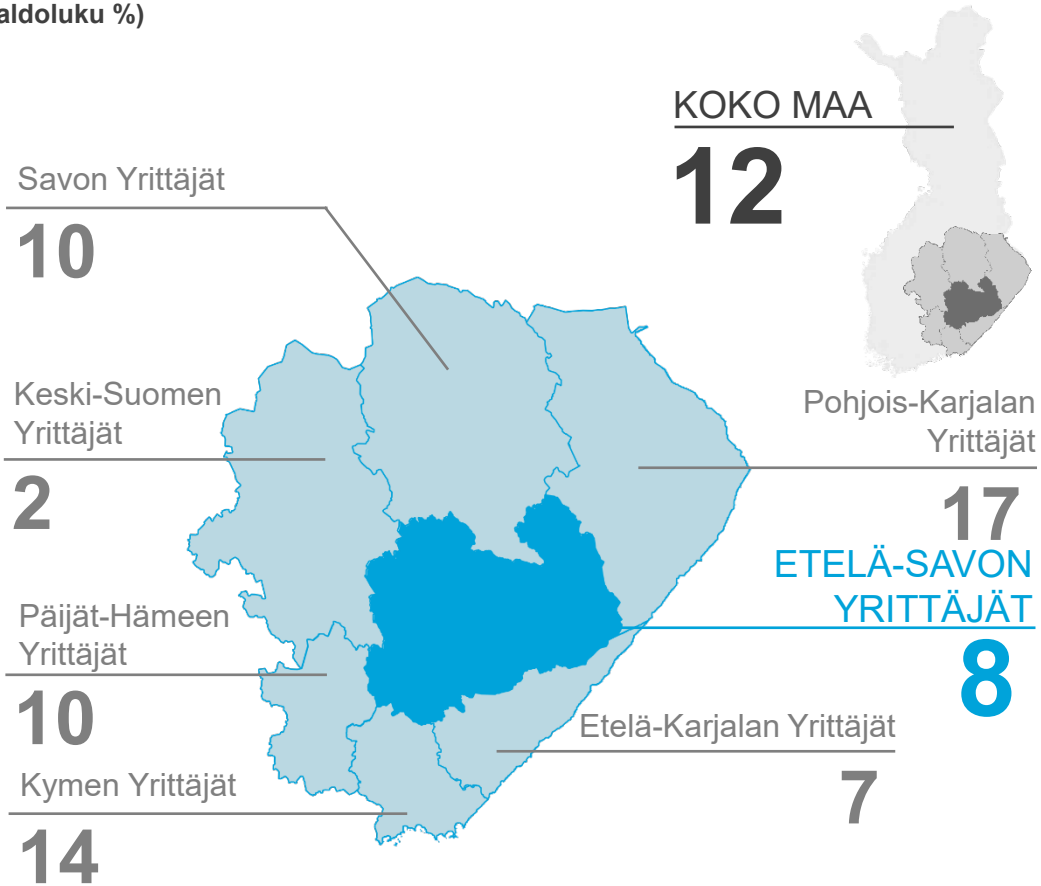 aldoluku %)
KOKO MAA
12
Savon Yrittäjät
10
Keski-Suomen
Yrittäjät
2
Pohjois-Karjalan
Yrittäjät
17
ETELÄ-SAVON
YRITTÄJÄT
8
Päijät-Hämeen
Yrittäjät
10
Etelä-Karjalan Yrittäjät
7
Kymen Yrittäjät
14